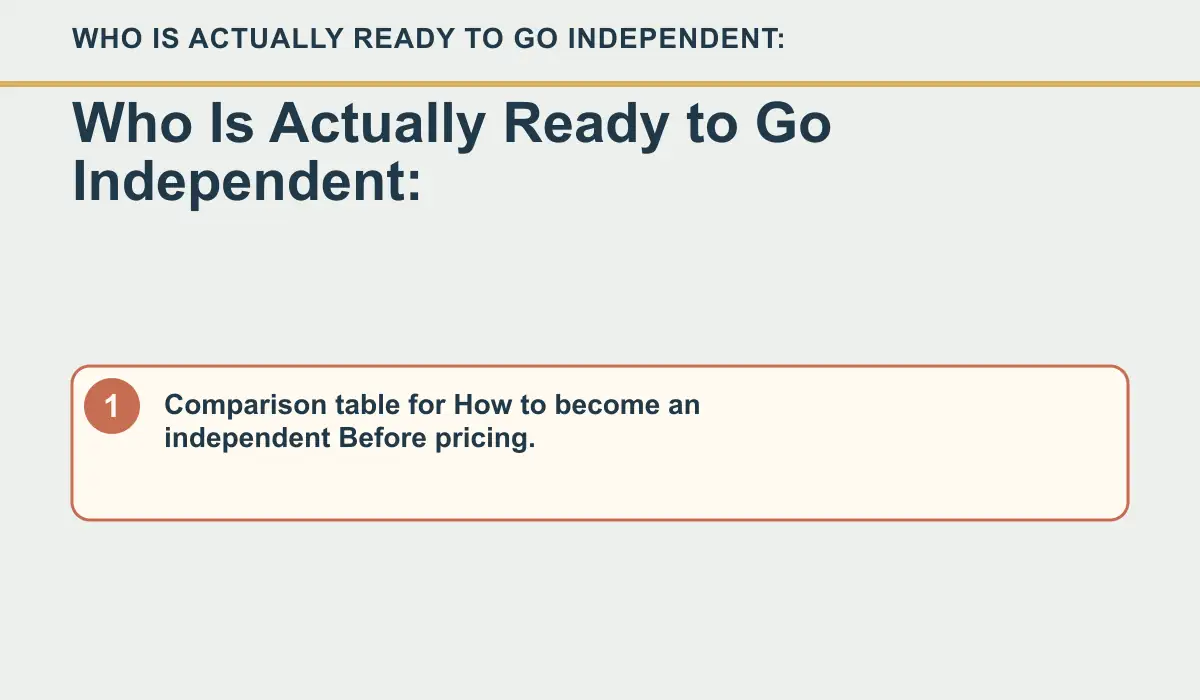 WHO IS ACTUALLY READY TO GO INDEPENDENT:
Who Is Actually Ready to Go
Independent:
1
Comparison table for How to become an
independent Before pricing.